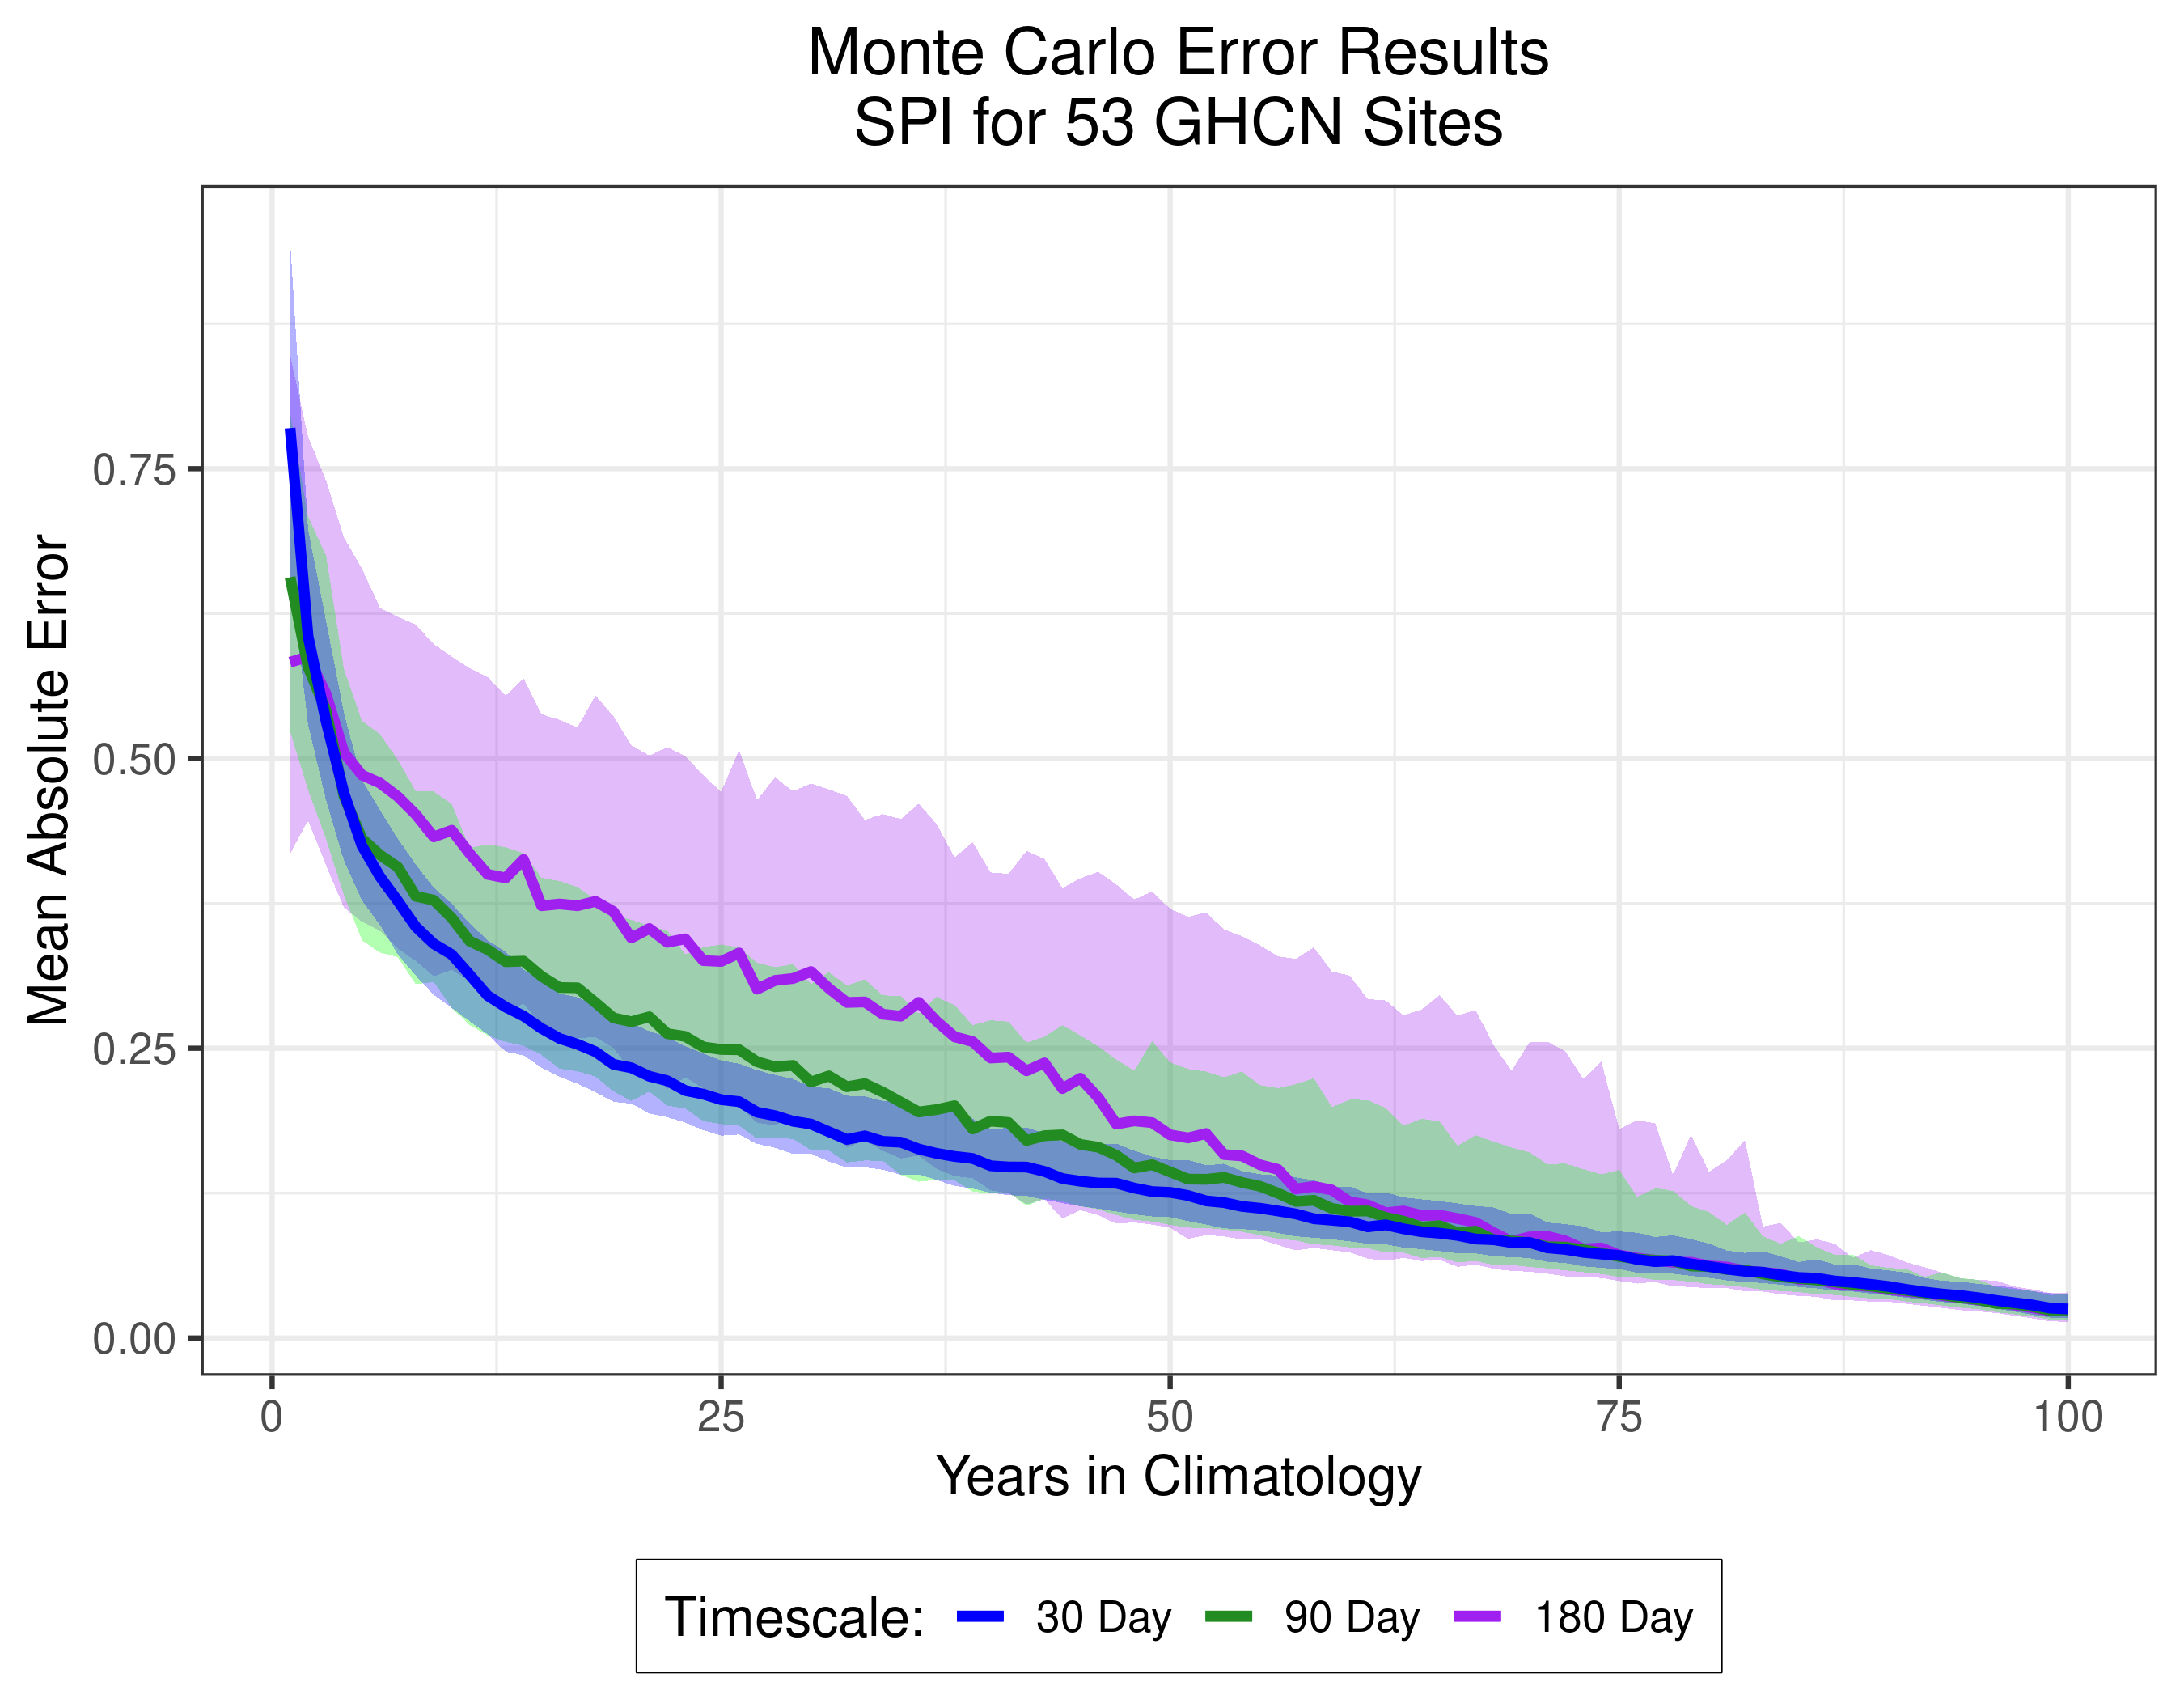 Monte Carlo Error Results
SPI for 53 GHCN Sites
Mean Absolute Error
0.75
0.50
0.25
0.00
0 25 50 75 100
Years in Climatology
Timescale: 30 Day 90 Day 180 Day